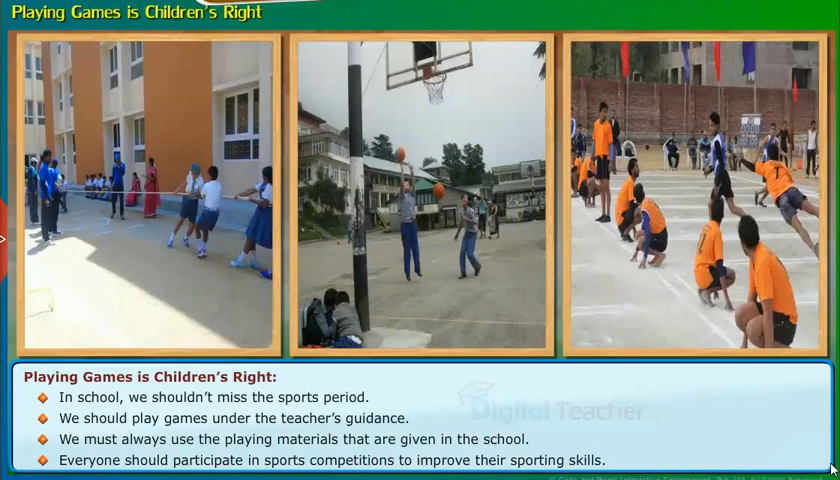 Playing Games is Children's Right
Playing Games is Children's Right:
In school, we shouldn't miss the sports period.
We should play games under the teacher's guidance.
We must always use the playing materials that are given in the school.
Everyone should participate in sports competitions to improve their sporting skills.
Digital Teacher